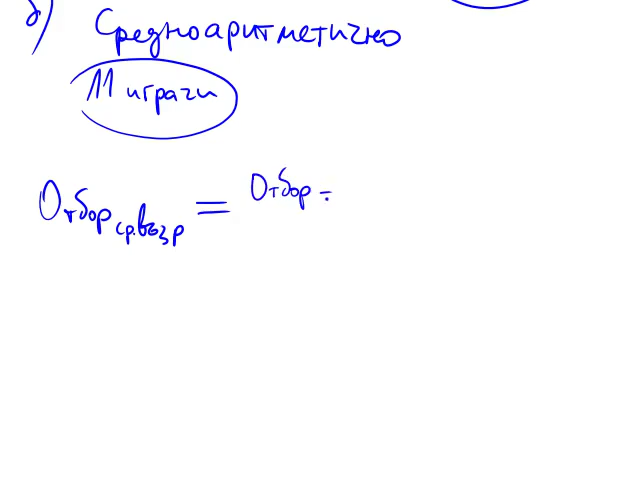 б) Средноаритметично
11 играчи
Отбор ср.възр = Отбор ÷